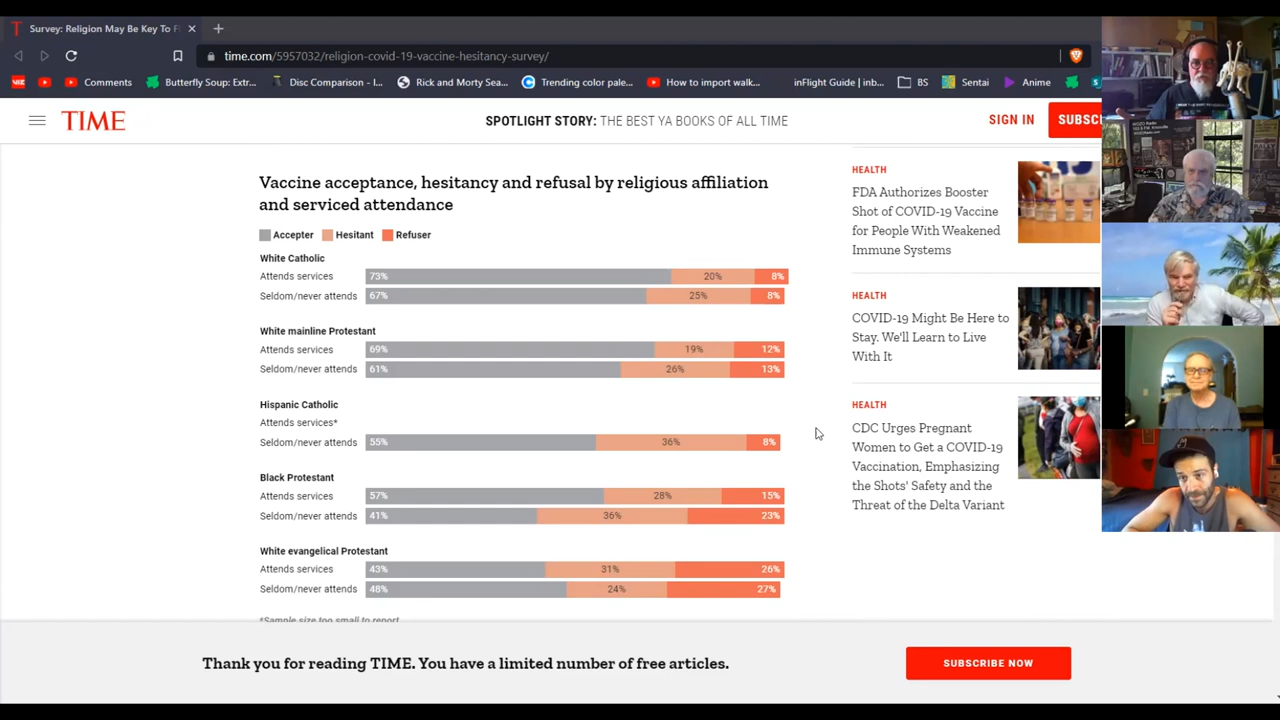 Survey: Religion May Be Key To F
time.com/5957032/religion-covid-19-vaccine-hesitancy-survey/
Comments
Butterfly Soup: Extr...
Disc Comparison - I...
Rick and Morty Su...
Trending color pale...
How to import walk...
inFlight Guide | inb...
BS
Sentai
Anime
TIME
LIGHT STORY: THE BEST YA BOOKS OF ALL TIME
SIGN IN
SUBSC
Vaccine acceptance, hesitancy and refusal by religious affiliation
and serviced attendance
Accepter Hesitant Refuser
White Catholic
Attends services 73% 20% 8%
Seldom/never attends 67% 25% 8%
White mainline Protestant
Attends services 69% 19% 12%
Seldom/never attends 61% 26% 13%
Hispanic Catholic
Attends services*
Seldom/never attends 55% 36% 8%
Black Protestant
Attends services 57% 28% 15%
Seldom/never attends 41% 36% 23%
White evangelical Protestant
Attends services 43% 31% 26%
Seldom/never attends 48% 24% 27%
*Sample size too small to report
HEALTH
FDA Authorizes Booster
Shot of COVID-19 Vaccine
for People With Weakened
Immune Systems
HEALTH
COVID-19 Might Be Here to
Stay. We'll Learn to Live
With It
HEALTH
CDC Urges Pregnant
Women to Get a COVID-19
Vaccination, Emphasizing
the Shots' Safety and the
Threat of the Delta Variant
Thank you for reading TIME. You have a limited number of free articles.
SUBSCRIBE NOW